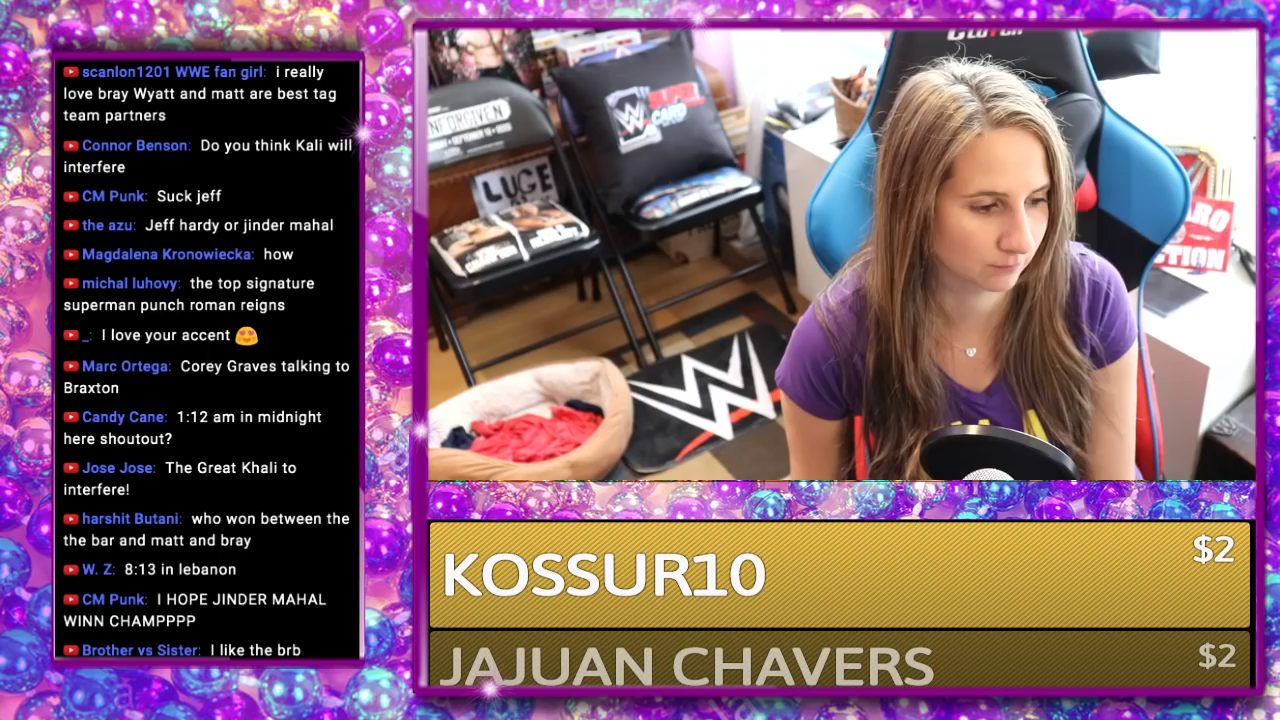 scanlon1201 WWE fan girl: i really
love bray Wyatt and matt are best tag
team partners
Connor Benson: Do you think Kali will
interfere
CM Punk: Suck jeff
the azu: Jeff hardy or jinder mahal
Magdalena Kronowiecka: how
michal luhovy: the top signature
superman punch roman reigns
_: I love your accent 😍
Marc Ortega: Corey Graves talking to
Braxton
Candy Cane: 1:12 am in midnight
here shoutout?
Jose Jose: The Great Khali to
interfere!
harshit Butani: who won between the
the bar and matt and bray
W. Z: 8:13 in lebanon
CM Punk: I HOPE JINDER MAHAL
WINN CHAMPPPP
Brother vs Sister: I like the brb
CLUTCH
UNFORGIVEN
LUGE
W
CARD
KOSSUR10
$2
JAJUAN CHAVERS
$2